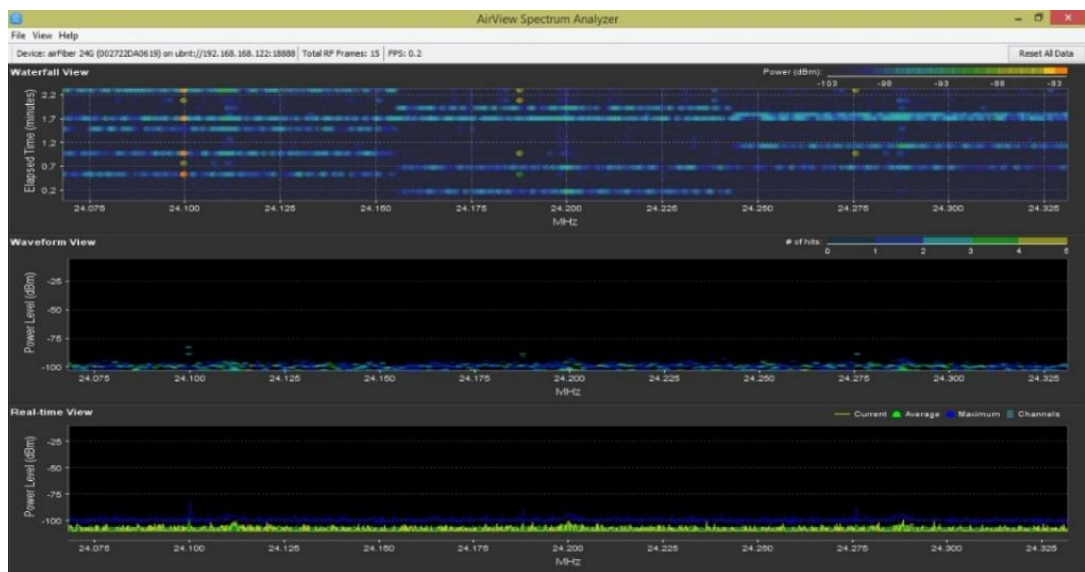 AirView Spectrum Analyzer
File View Help
Device: airFiber 24G (002722DA0619) on ubnt://192.168.168.122:18888 Total RF Frames: 15 FPS: 0.2 Reset All Data
Waterfall View
Power (dBm):
-103 -98 -93 -88 -83
Elapsed Time (minutes)
2.2
1.7
1.2
0.7
0.2
24.075 24.100 24.125 24.150 24.175 24.200 24.225 24.250 24.275 24.300 24.325
MHz
Waveform View
# of hits:
0 1 2 3 4 5
Power Level (dBm)
-25
-50
-75
-100
24.075 24.100 24.125 24.150 24.175 24.200 24.225 24.250 24.275 24.300 24.325
MHz
Real-time View
Current Average Maximum Channels
Power Level (dBm)
-25
-50
-75
-100
24.075 24.100 24.125 24.150 24.175 24.200 24.225 24.250 24.275 24.300 24.325
MHz